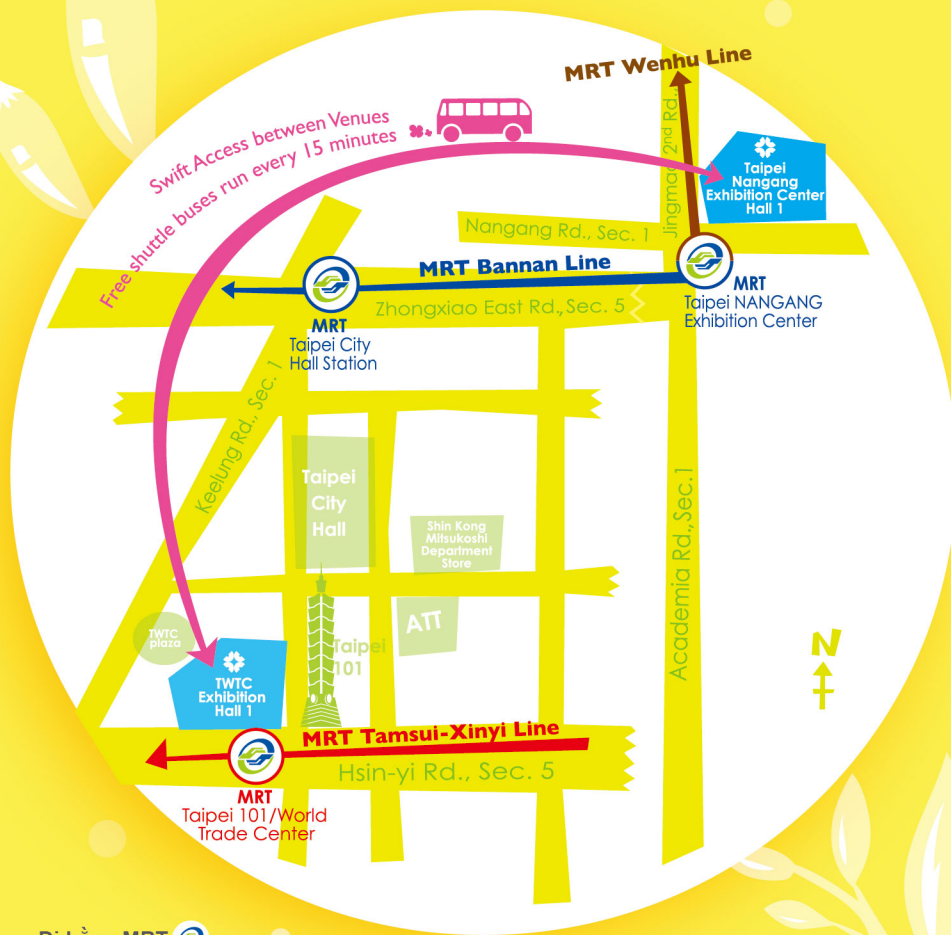 MRT Wenhu Line
Swift Access between Venues
Free shuttle buses run every 15 minutes
Jingmao 2nd Rd.,
Taipei
Nangang
Exhibition Center
Hall 1
Nangang Rd., Sec. 1
MRT Bannan Line
MRT
Taipei NANGANG
Exhibition Center
Zhongxiao East Rd., Sec. 5
MRT
Taipei City
Hall Station
Keelung Rd., Sec. 1
Taipei
City
Hall
Shin Kong
Mitsukoshi
Department
Store
Academia Rd., Sec.1
ATT
TWTC
plaza
Taipei
101
N
TWTC
Exhibition
Hall 1
MRT Tamsui-Xinyi Line
Hsin-yi Rd., Sec. 5
MRT
Taipei 101/World
Trade Center
MRT